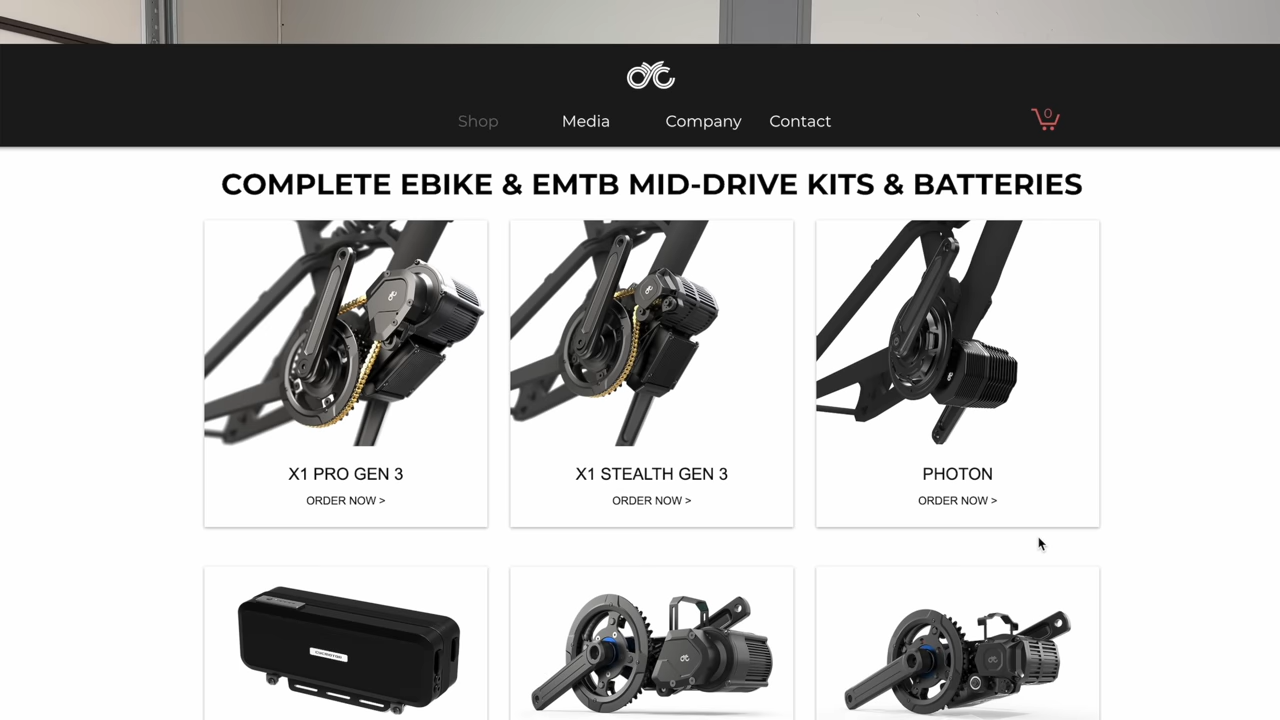 Shop
Media
Company
Contact
0
COMPLETE EBIKE & EMTB MID-DRIVE KITS & BATTERIES
X1 PRO GEN 3
X1 STEALTH GEN 3
PHOTON
ORDER NOW >
ORDER NOW >
ORDER NOW >